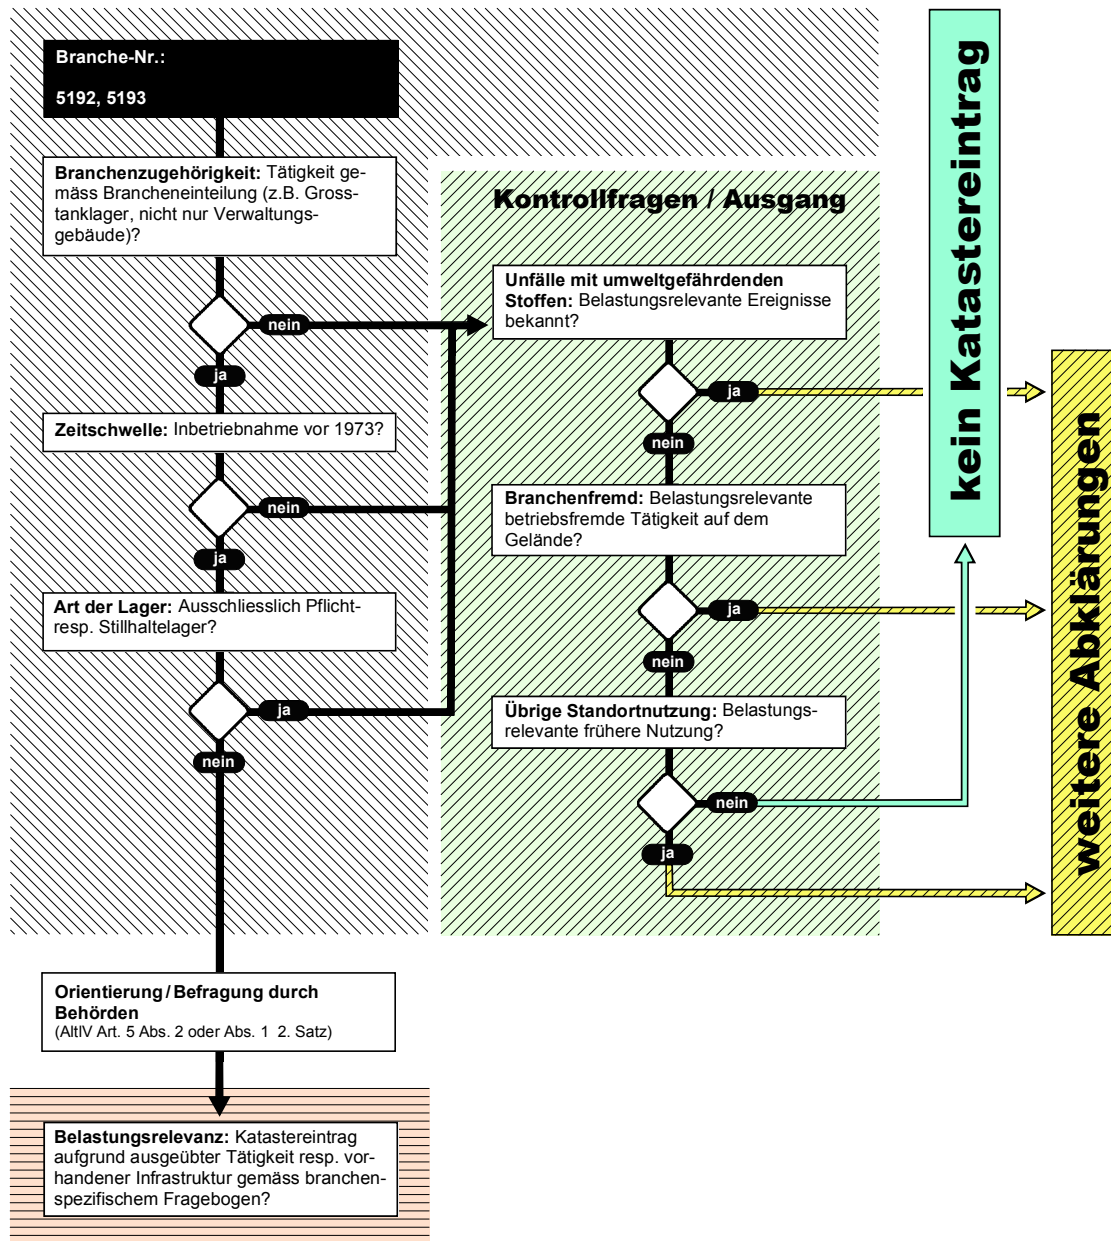 Branche-Nr.:
5192, 5193
Branchenzugehörigkeit: Tätigkeit ge-
mäss Brancheneinteilung (z.B. Gross-
tanklager, nicht nur Verwaltungs-
gebäude)?
nein
ja
Zeitschwelle: Inbetriebnahme vor 1973?
nein
ja
Art der Lager: Ausschliesslich Pflicht-
resp. Stillhaltelager?
ja
nein
Orientierung/Befragung durch
Behörden
(AltlV Art. 5 Abs. 2 oder Abs. 1 2. Satz)
Belastungsrelevanz: Katastereintrag
aufgrund ausgeübter Tätigkeit resp. vor-
handener Infrastruktur gemäss branchen-
spezifischem Fragebogen?
Kontrollfragen / Ausgang
Unfälle mit umweltgefährdenden
Stoffen: Belastungsrelevante Ereignisse
bekannt?
ja
nein
Branchenfremd: Belastungsrelevante
betriebsfremde Tätigkeit auf dem
Gelände?
ja
nein
Übrige Standortnutzung: Belastungs-
relevante frühere Nutzung?
nein
ja
kein Katastereintrag
weitere Abklärungen